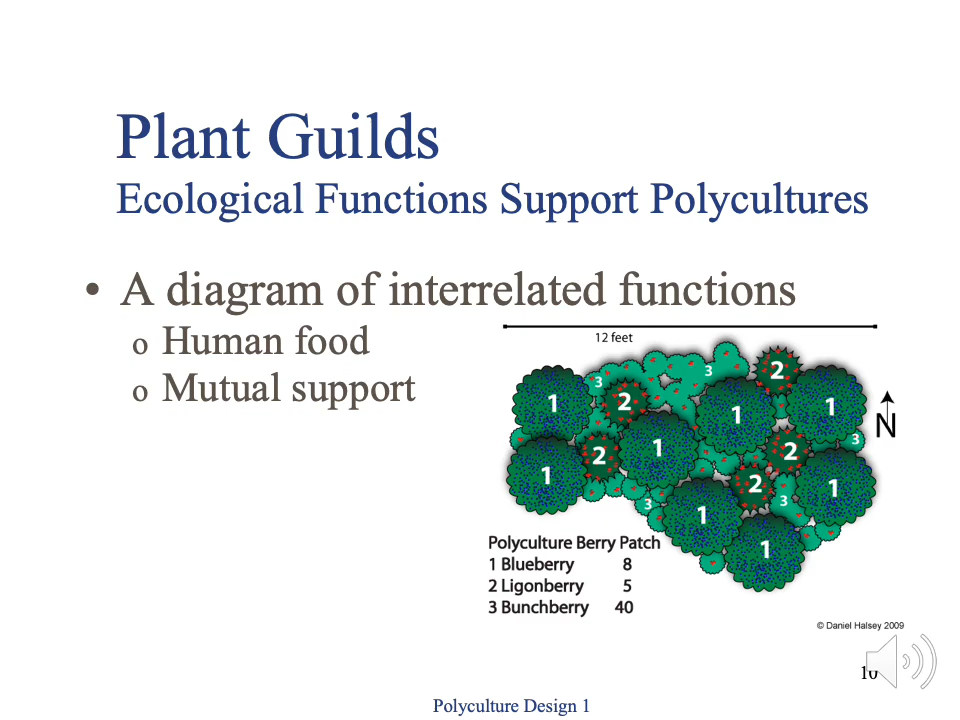 Plant Guilds
Ecological Functions Support Polycultures
• A diagram of interrelated functions
o Human food
o Mutual support
12 feet
3
2
3
1
2
1
1
N
1
2
2
3
1
2
1
3
3
1
1
Polyculture Berry Patch
1 Blueberry 8
2 Ligonberry 5
3 Bunchberry 40
© Daniel Halsey 2009
10
Polyculture Design 1